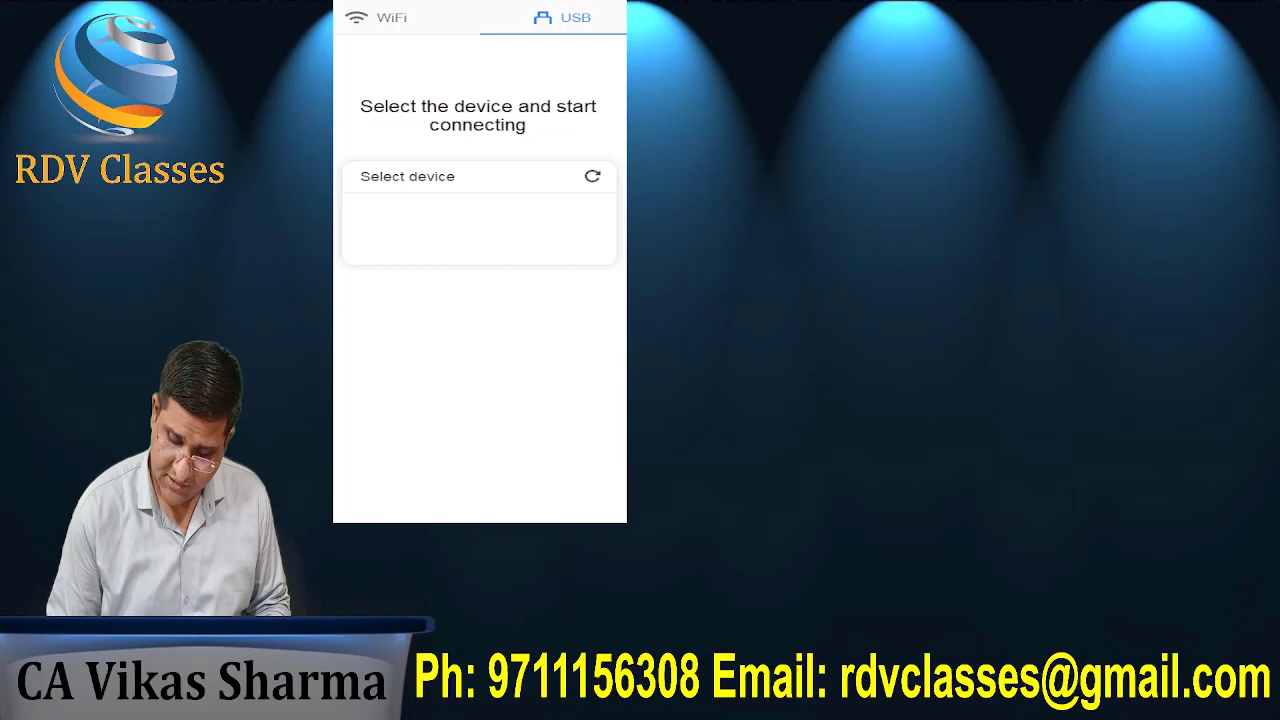 WiFi
USB
Select the device and start
connecting
Select device
RDV Classes
CA Vikas Sharma
Ph: 9711156308 Email: rdvclasses@gmail.com